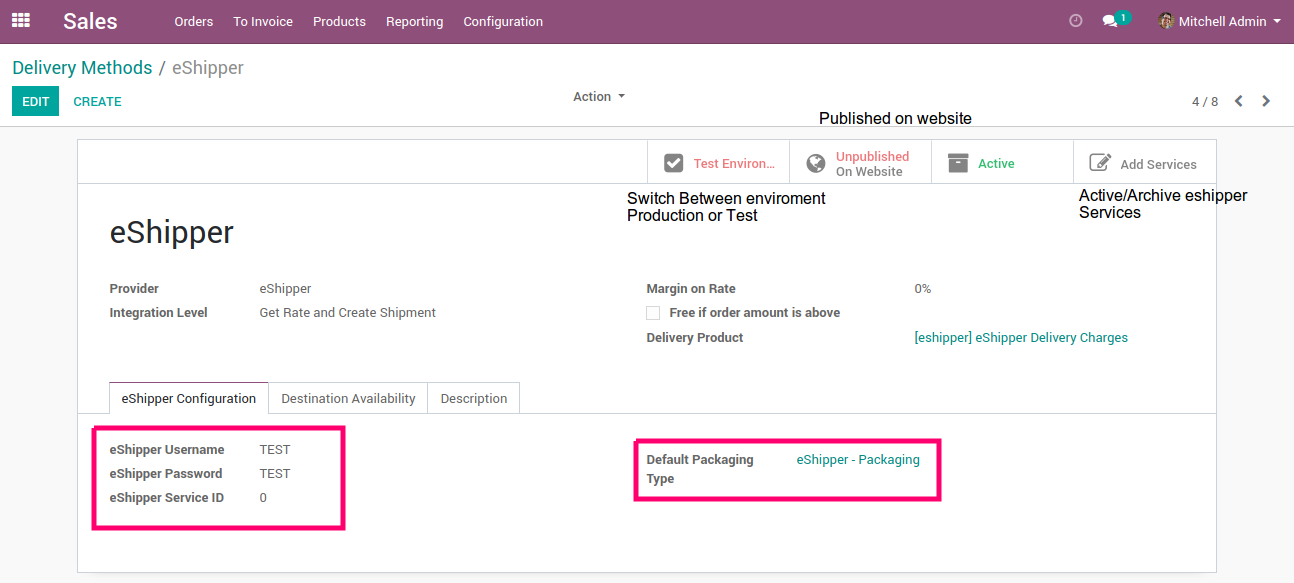 Sales Orders To Invoice Products Reporting Configuration 1 Mitchell Admin
Delivery Methods / eShipper
EDIT CREATE Action 4 / 8
Published on website
Test Environ... Unpublished On Website Active Add Services
Switch Between enviroment
Production or Test
Active/Archive eshipper
Services
eShipper
Provider eShipper
Integration Level Get Rate and Create Shipment
Margin on Rate 0%
Free if order amount is above
Delivery Product [eshipper] eShipper Delivery Charges
eShipper Configuration Destination Availability Description
eShipper Username TEST
eShipper Password TEST
eShipper Service ID 0
Default Packaging Type eShipper - Packaging